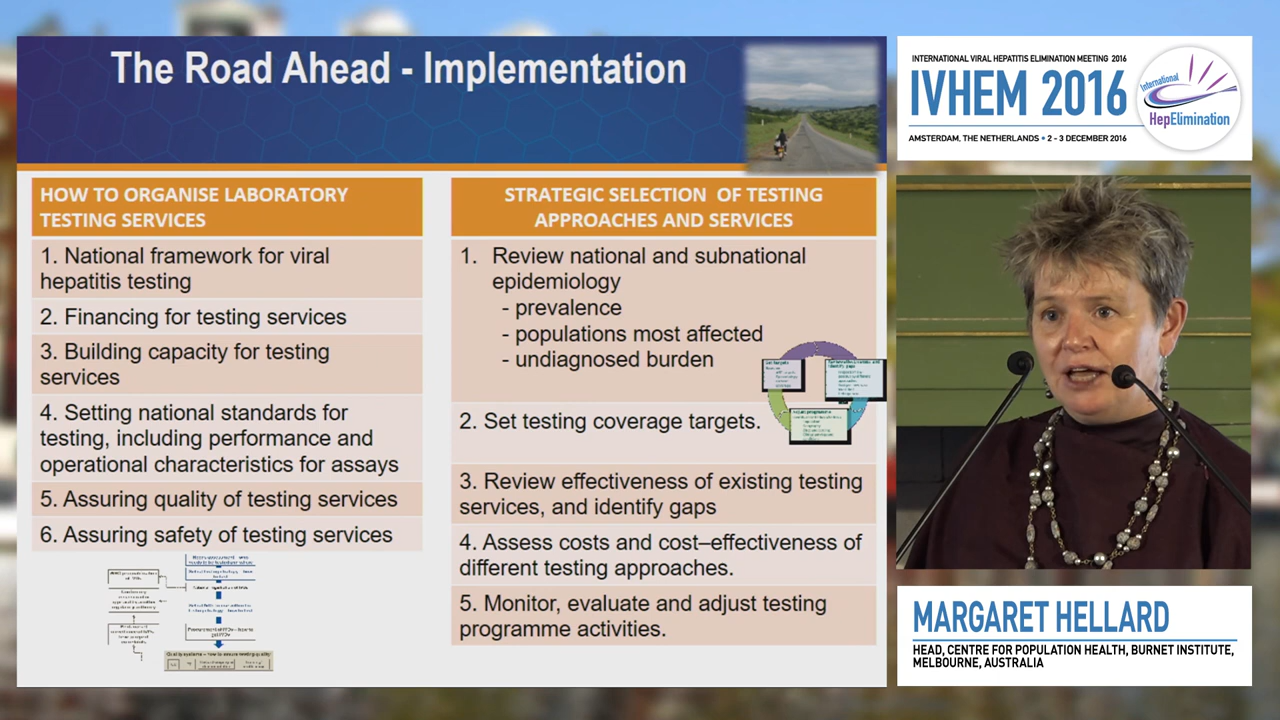 The Road Ahead - Implementation
HOW TO ORGANISE LABORATORY
TESTING SERVICES
1. National framework for viral
hepatitis testing
2. Financing for testing services
3. Building capacity for testing
services
4. Setting national standards for
testing, including performance and
operational characteristics for assays
5. Assuring quality of testing services
6. Assuring safety of testing services
STRATEGIC SELECTION OF TESTING
APPROACHES AND SERVICES
1. Review national and subnational
epidemiology
- prevalence
- populations most affected
- undiagnosed burden
2. Set testing coverage targets.
3. Review effectiveness of existing testing
services, and identify gaps
4. Assess costs and cost–effectiveness of
different testing approaches.
5. Monitor, evaluate and adjust testing
programme activities.
INTERNATIONAL VIRAL HEPATITIS ELIMINATION MEETING 2016
IVHEM 2016
AMSTERDAM, THE NETHERLANDS • 2 - 3 DECEMBER 2016
International
HepElimination
MARGARET HELLARD
HEAD, CENTRE FOR POPULATION HEALTH, BURNET INSTITUTE,
MELBOURNE, AUSTRALIA